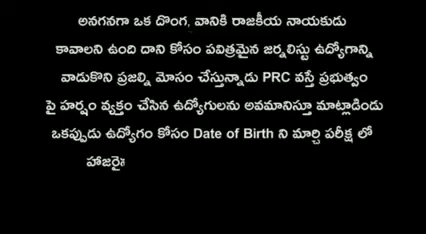 అనగనగా ఒక దొంగ, వానికి రాజకీయ నాయకుడు
కావాలని ఉంది దాని కోసం పవిత్రమైన జర్నలిస్టు ఉద్యోగాన్ని
వాడుకొని ప్రజల్ని మోసం చేస్తున్నాడు PRC వస్తే ప్రభుత్వం
పై హర్షం వ్యక్తం చేసిన ఉద్యోగులను అవమానిస్తూ మాట్లాడిండు
ఒకప్పుడు ఉద్యోగం కోసం Date of Birth ని మార్చి పరీక్ష లో